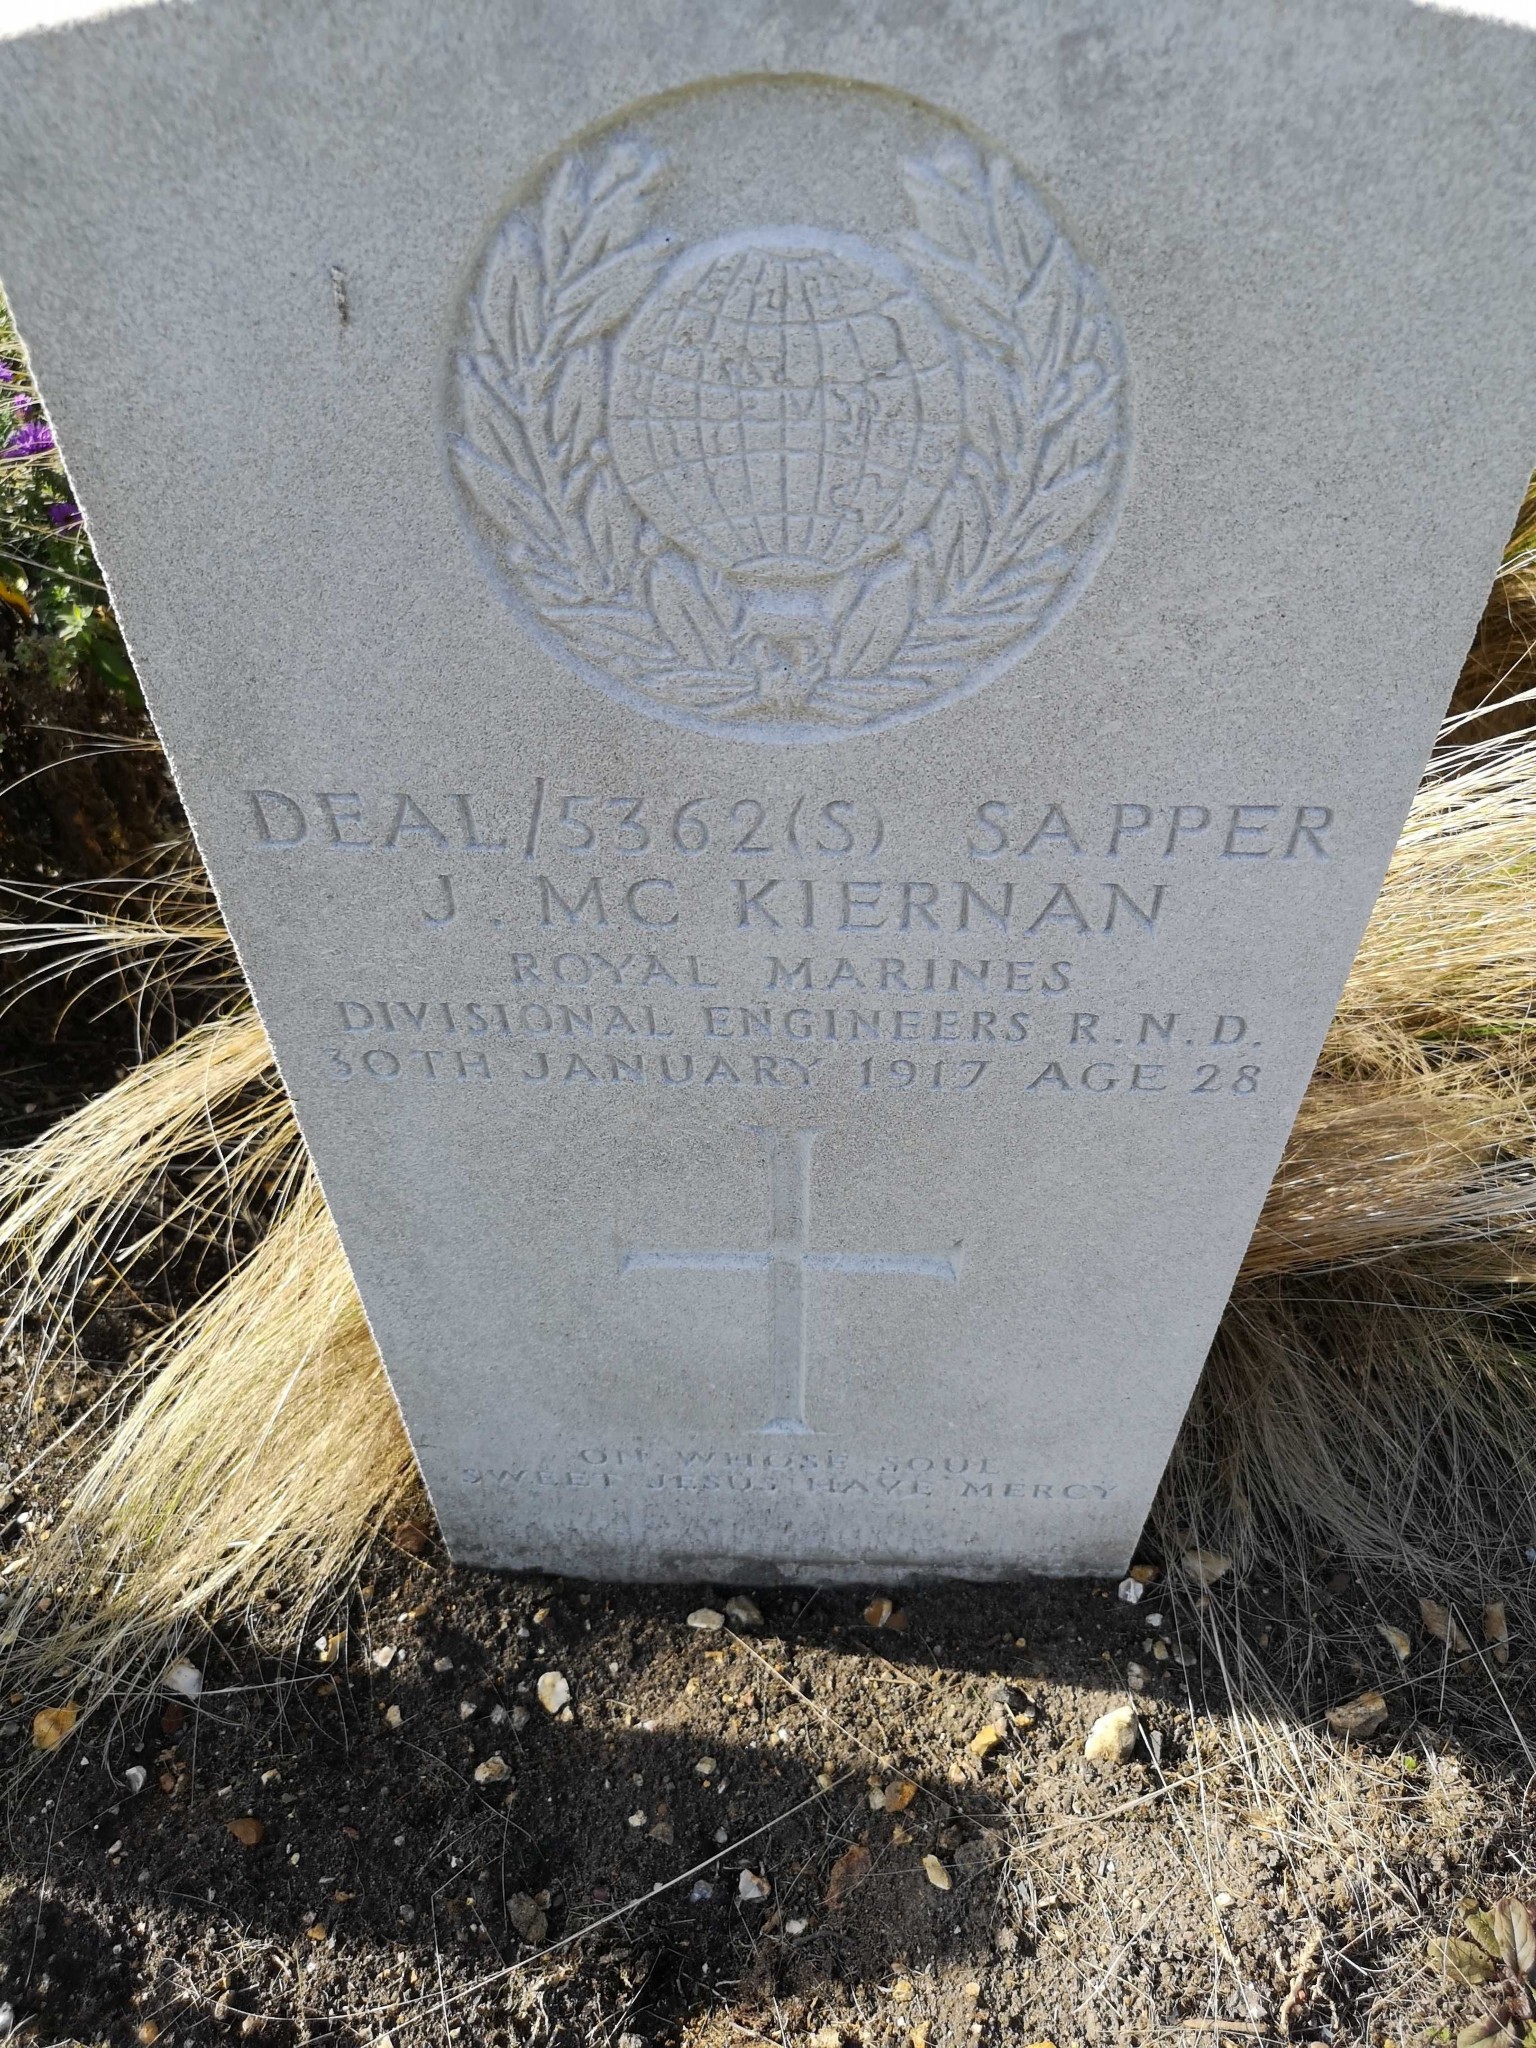 DEAL/5362(S) SAPPER
J. MC KIERNAN
ROYAL MARINES
DIVISIONAL ENGINEERS R.N.D.
30TH JANUARY 1917 AGE 28
ON WHOSE SOUL
SWEET JESUS HAVE MERCY